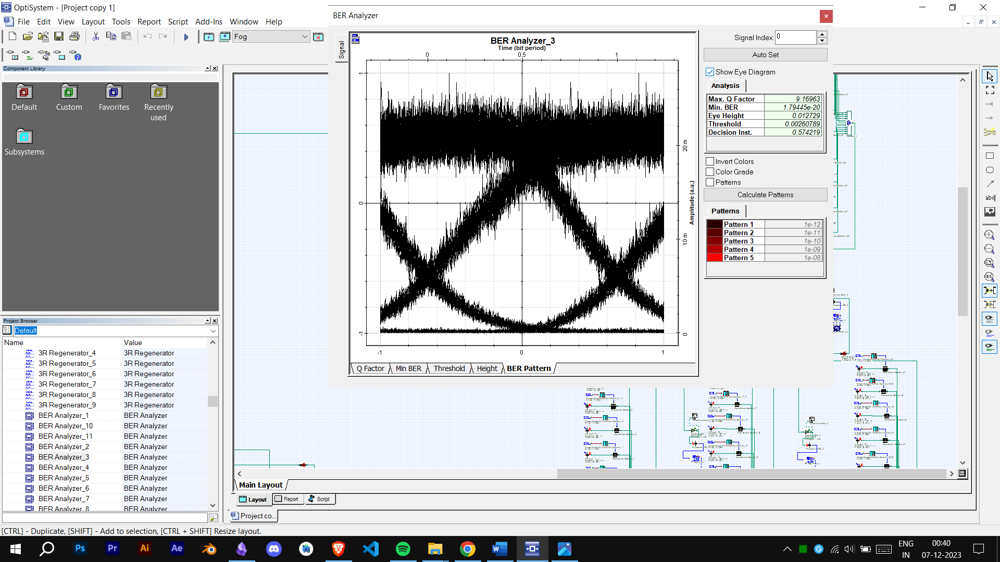 OptiSystem - [Project copy 1]
File Edit View Layout Tools Report Script Add-Ins Window Help
Fog
Component Library
Default
Custom
Favorites
Recently used
Subsystems
Project Browser
Default
Name Value
3R Regenerator_4 3R Regenerator
3R Regenerator_5 3R Regenerator
3R Regenerator_6 3R Regenerator
3R Regenerator_7 3R Regenerator
3R Regenerator_8 3R Regenerator
3R Regenerator_9 3R Regenerator
BER Analyzer_1 BER Analyzer
BER Analyzer_10 BER Analyzer
BER Analyzer_11 BER Analyzer
BER Analyzer_2 BER Analyzer
BER Analyzer_3 BER Analyzer
BER Analyzer_4 BER Analyzer
BER Analyzer_5 BER Analyzer
BER Analyzer_6 BER Analyzer
BER Analyzer_7 BER Analyzer
BER Analyzer_8 BER Analyzer
BER Analyzer
Signal
BER Analyzer_3
Time (bit period)
0 0.5 1
1
0
-1
20 m
10 m
0
Amplitude (a.u.)
-1 0 1
Q Factor Min BER Threshold Height BER Pattern
Signal Index: 0
Auto Set
Show Eye Diagram
Analysis
Max. Q Factor 9.16963
Min. BER 1.79445e-20
Eye Height 0.012729
Threshold 0.00260789
Decision Inst. 0.574219
Invert Colors
Color Grade
Patterns
Calculate Patterns
Patterns
Pattern 1 1e-12
Pattern 2 1e-11
Pattern 3 1e-10
Pattern 4 1e-09
Pattern 5 1e-08
abc
Main Layout
Layout Report Script
Project co...
[CTRL] - Duplicate, [SHIFT] - Add to selection, [CTRL + SHIFT] Resize layout.
Ps Pr Ai Ae
ENG
IN
00:40
07-12-2023